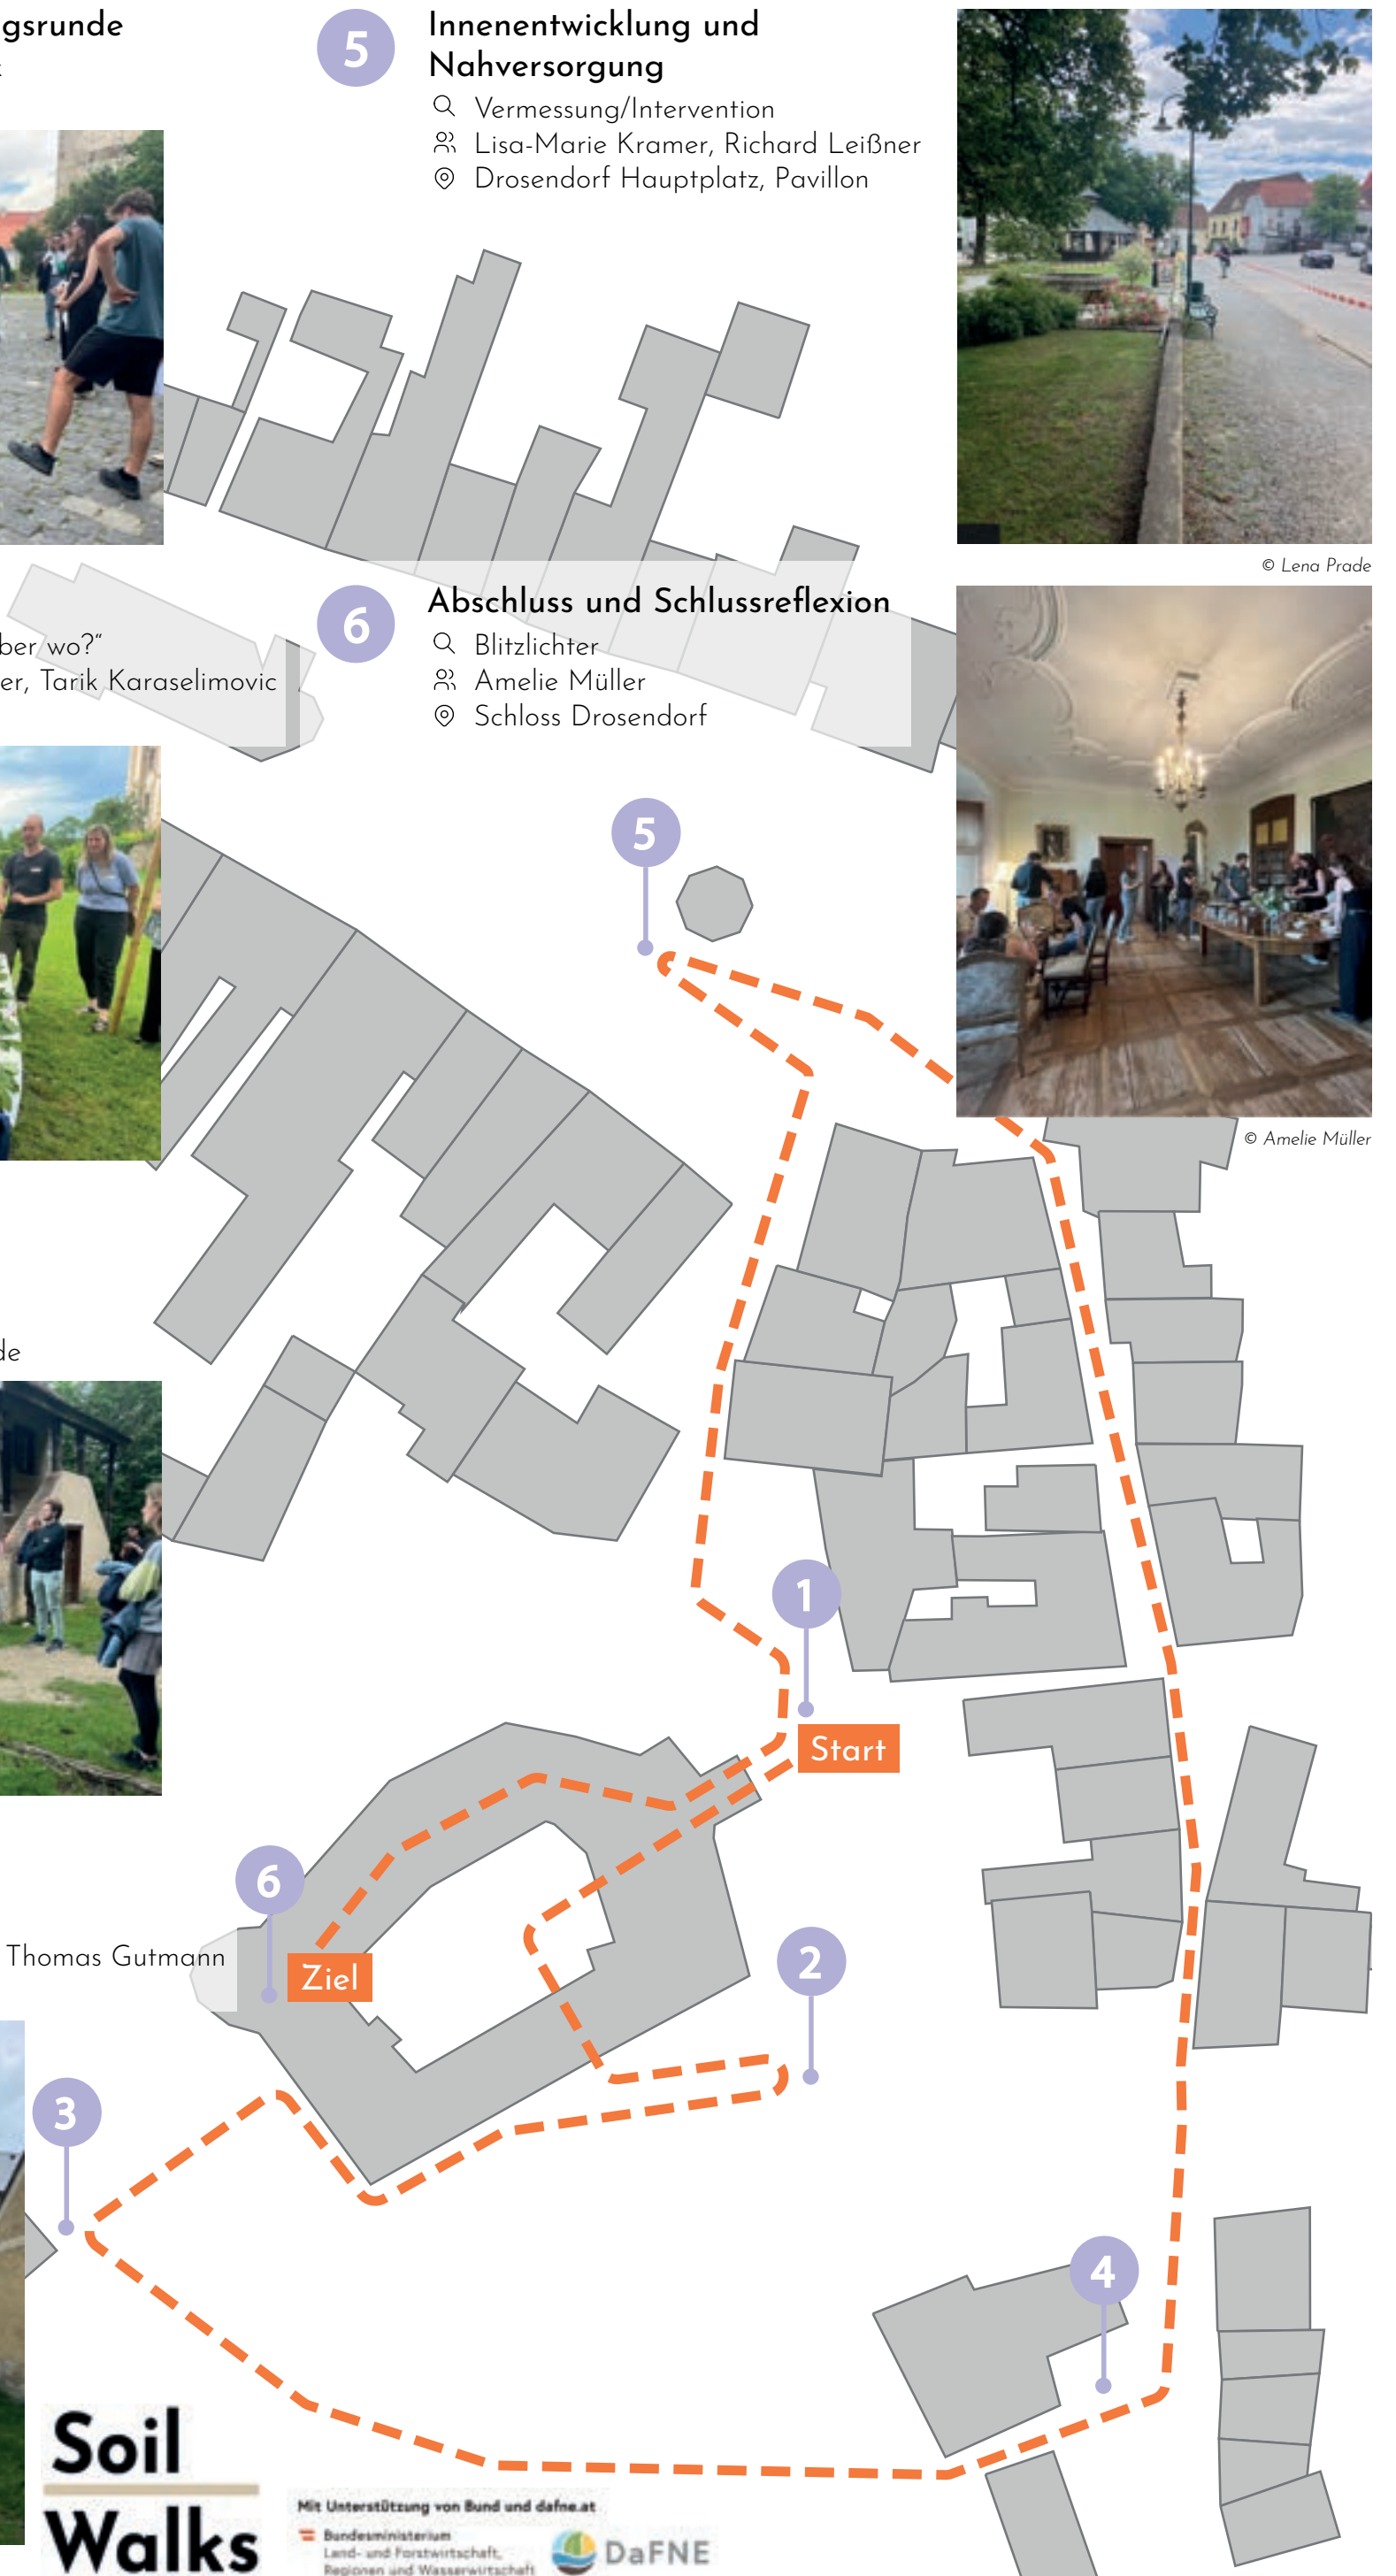 gsrunde
5
Innenentwicklung und
Nahversorgung
Vermessung/Intervention
Lisa-Marie Kramer, Richard Leißner
Drosendorf Hauptplatz, Pavillon
© Lena Prade
ber wo?“
er, Tarik Karaselimovic
6
Abschluss und Schlussreflexion
Blitzlichter
Amelie Müller
Schloss Drosendorf
5
© Amelie Müller
de
1
Start
6
Thomas Gutmann
Ziel
2
3
4
Soil
Walks
Mit Unterstützung von Bund und dafne.at
Bundesministerium
Land- und Forstwirtschaft,
Regionen und Wasserwirtschaft
DaFNE